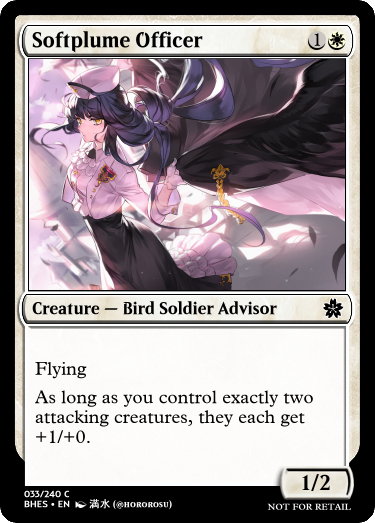 Softplume Officer 1
Creature — Bird Soldier Advisor
Flying
As long as you control exactly two
attacking creatures, they each get
+1/+0.
1/2
033/240 C
BHES • EN 満水 (@HOROROSU)
NOT FOR RETAIL